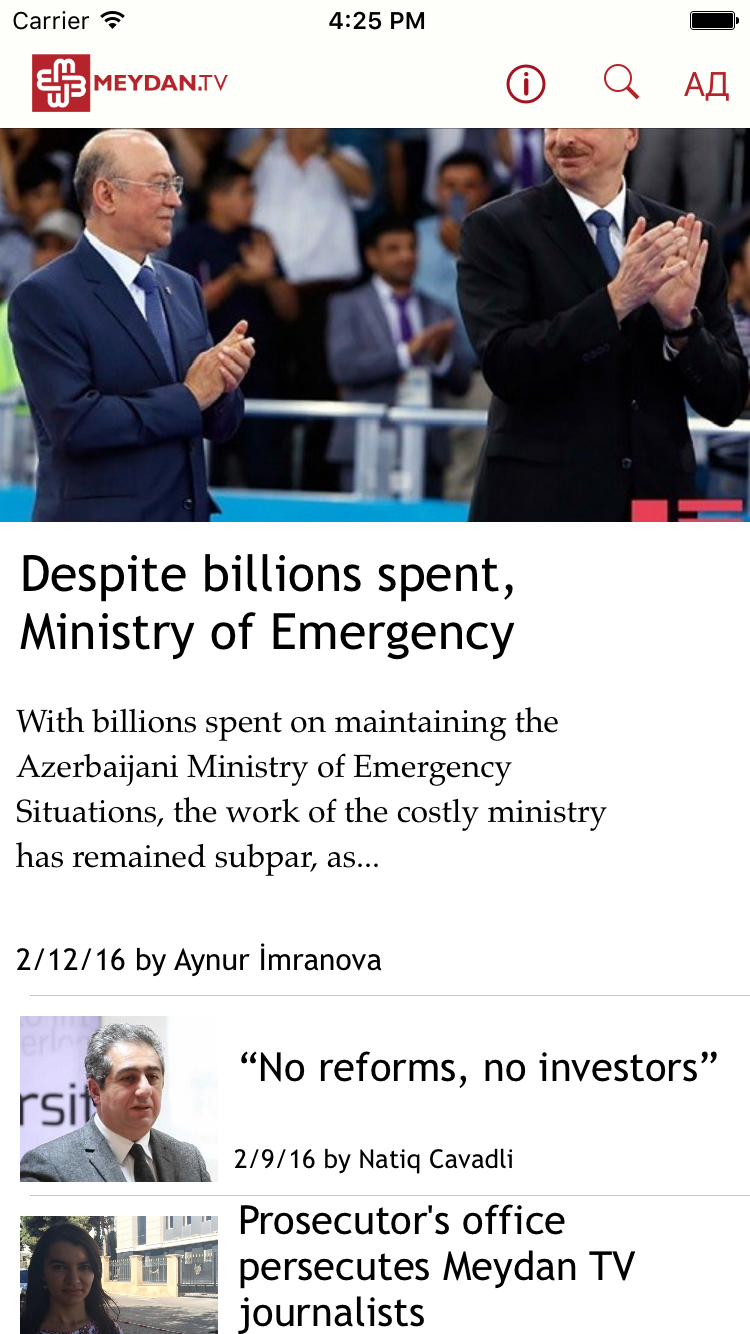 Carrier
4:25 PM
MEYDAN.TV
АД
Despite billions spent,
Ministry of Emergency
With billions spent on maintaining the
Azerbaijani Ministry of Emergency
Situations, the work of the costly ministry
has remained subpar, as...
2/12/16 by Aynur İmranova
“No reforms, no investors”
2/9/16 by Natiq Cavadli
Prosecutor's office
persecutes Meydan TV
journalists